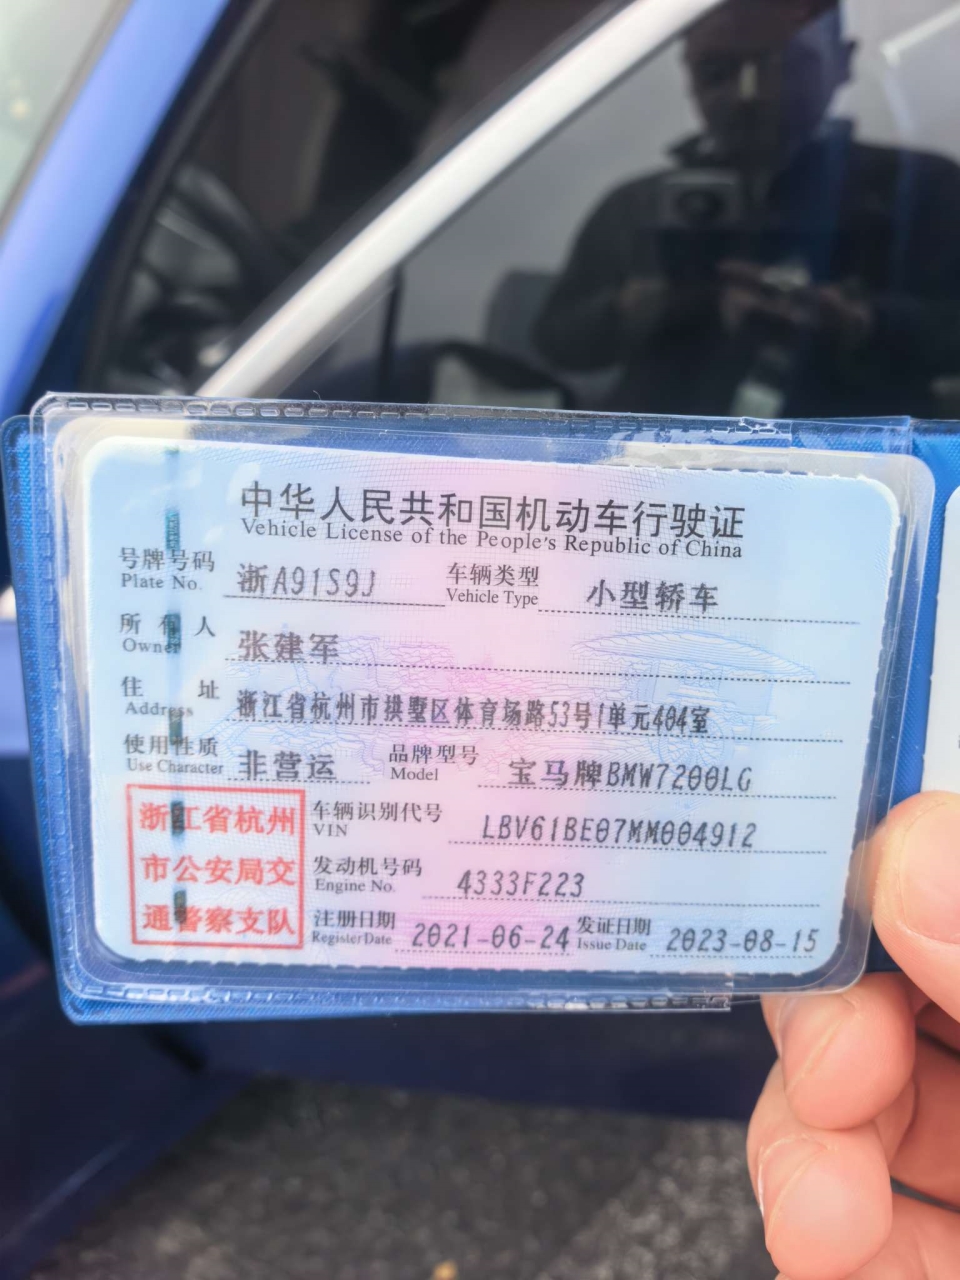 中华人民共和国机动车行驶证
Vehicle License of the People's Republic of China
号牌号码 浙A91S9J 车辆类型 小型轿车
Plate No. Vehicle Type
所有人 张建军
Owner
住址 浙江省杭州市拱墅区体育场路53号1单元404室
Address
使用性质 非营运 品牌型号 宝马牌BMW7200LG
Use Character Model
浙江省杭州
市公安局交
通警察支队
车辆识别代号 LBV61BE07MM004912
VIN
发动机号码 4333F223
Engine No.
注册日期 2021-06-24 发证日期 2023-08-15
Register Date Issue Date